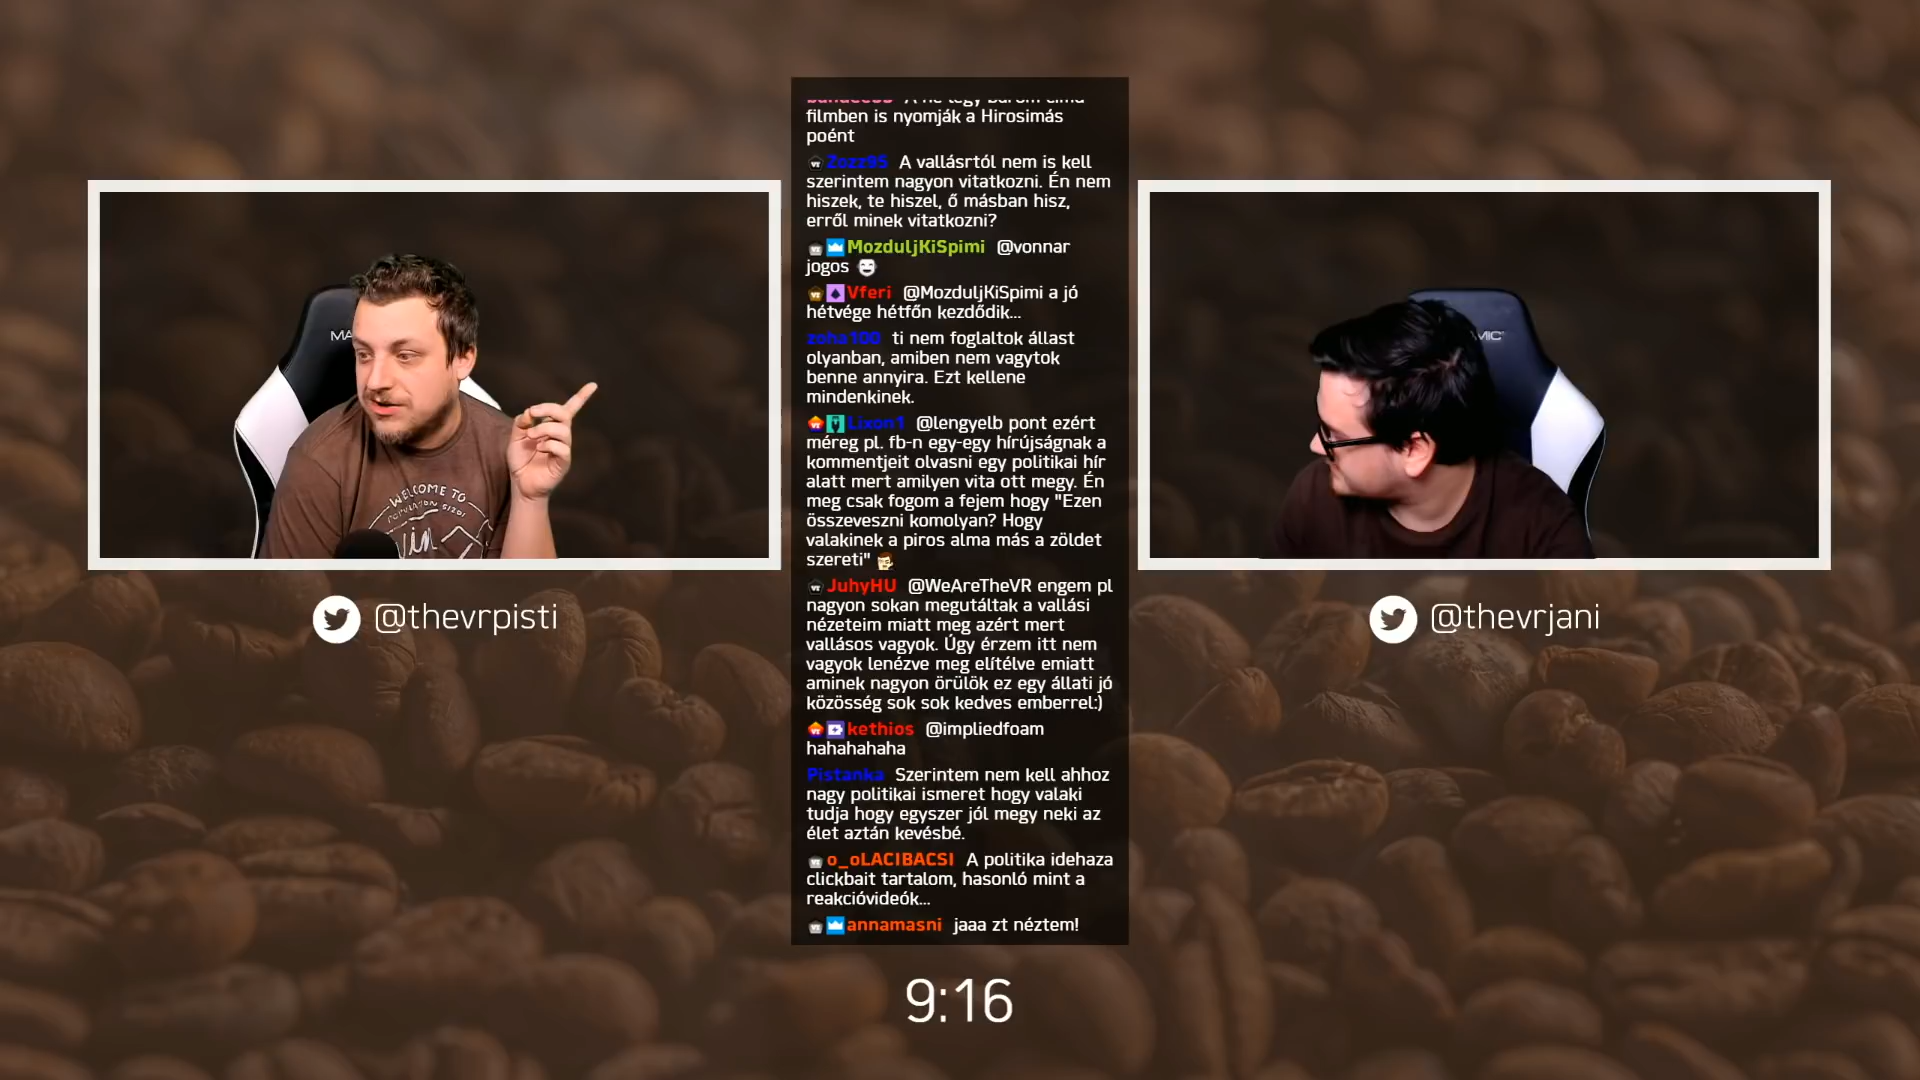 filmben is nyomják a Hirosimás
poént
Zozz95 A vallásrtól nem is kell
szerintem nagyon vitatkozni. Én nem
hiszek, te hiszel, ő másban hisz,
erről minek vitatkozni?
MozduljKiSpimi @vonnar
jogos
Vferi @MozduljKiSpimi a jó
hétvége hétfőn kezdődik...
zoha100 ti nem foglaltok állast
olyanban, amiben nem vagytok
benne annyira. Ezt kellene
mindenkinek.
Lixon1 @lengyelb pont ezért
méreg pl. fb-n egy-egy hírújságnak a
kommentjeit olvasni egy politikai hír
alatt mert amilyen vita ott megy. Én
meg csak fogom a fejem hogy "Ezen
összeveszni komolyan? Hogy
valakinek a piros alma más a zöldet
szereti"
JuhyHU @WeAreTheVR engem pl
nagyon sokan megutáltak a vallási
nézeteim miatt meg azért mert
vallásos vagyok. Úgy érzem itt nem
vagyok lenézve meg elítélve emiatt
aminek nagyon örülök ez egy állati jó
közösség sok sok kedves emberrel:)
kethios @impliedfoam
hahahahaha
Pistanka Szerintem nem kell ahhoz
nagy politikai ismeret hogy valaki
tudja hogy egyszer jól megy neki az
élet aztán kevésbé.
o_oLACIBACSI A politika idehaza
clickbait tartalom, hasonló mint a
reakcióvideók...
annamasni jaaa zt néztem!
WELCOME TO
@thevrpisti
@thevrjani
9:16